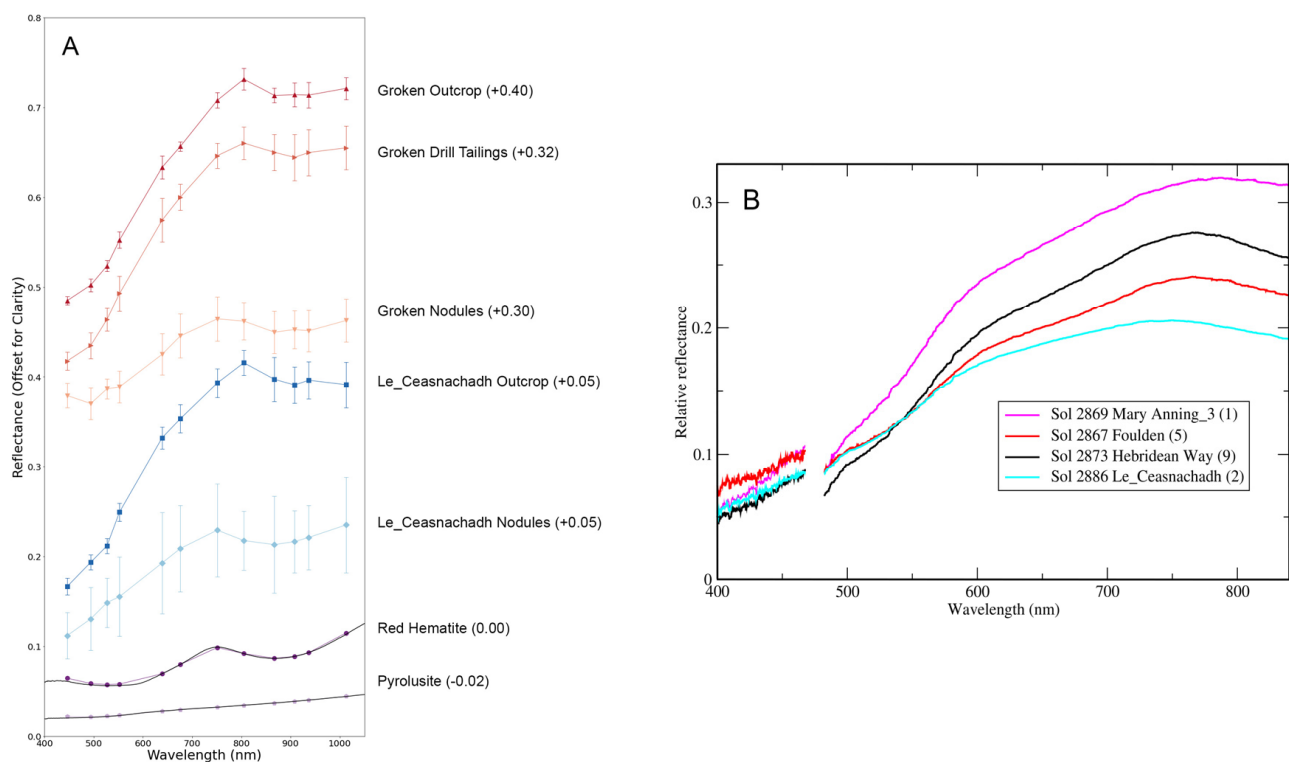 A
0.8
0.7
0.6
0.5
0.4
0.3
0.2
0.1
0.0
Reflectance (Offset for Clarity)
400 500 600 700 800 900 1000
Wavelength (nm)
Groken Outcrop (+0.40)
Groken Drill Tailings (+0.32)
Groken Nodules (+0.30)
Le_Ceasnachadh Outcrop (+0.05)
Le_Ceasnachadh Nodules (+0.05)
Red Hematite (0.00)
Pyrolusite (-0.02)
B
0.3
0.2
0.1
0
Relative reflectance
Sol 2869 Mary Anning_3 (1)
Sol 2867 Foulden (5)
Sol 2873 Hebridean Way (9)
Sol 2886 Le_Ceasnachadh (2)
400 500 600 700 800
Wavelength (nm)